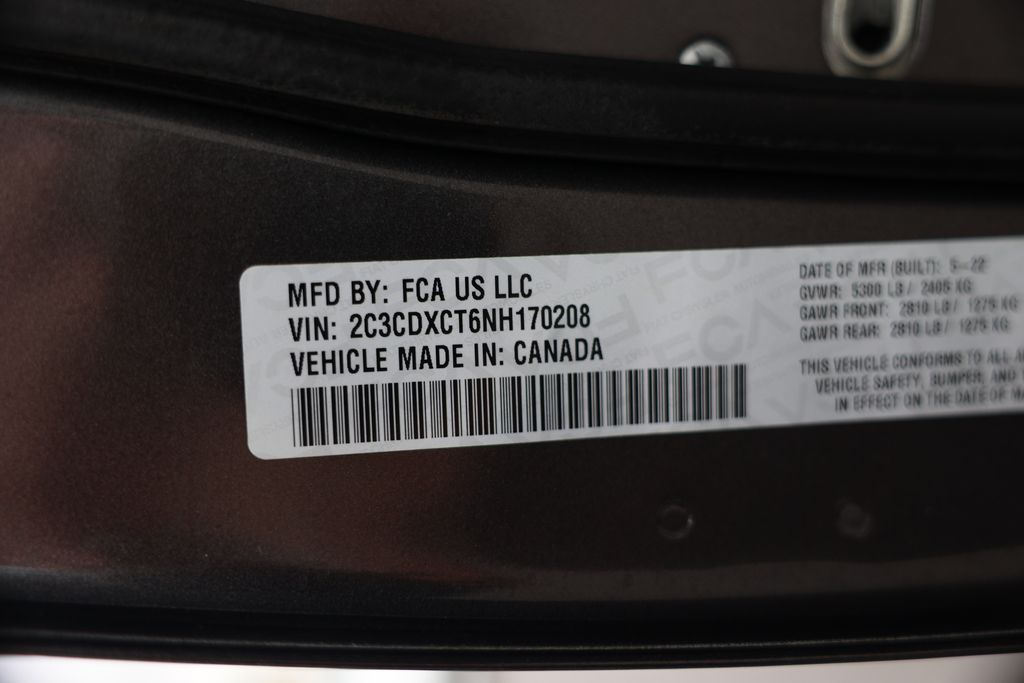 MFD BY: FCA US LLC
VIN: 2C3CDXCT6NH170208
VEHICLE MADE IN: CANADA
DATE OF MFR (BUILT): 5-22
GVWR: 5300 LB / 2405 KG
GAWR FRONT: 2810 LB / 1275 KG
GAWR REAR: 2810 LB / 1275 KG
THIS VEHICLE CONFORMS TO ALL A
VEHICLE SAFETY, BUMPER, AND
IN EFFECT ON THE DATE OF MA